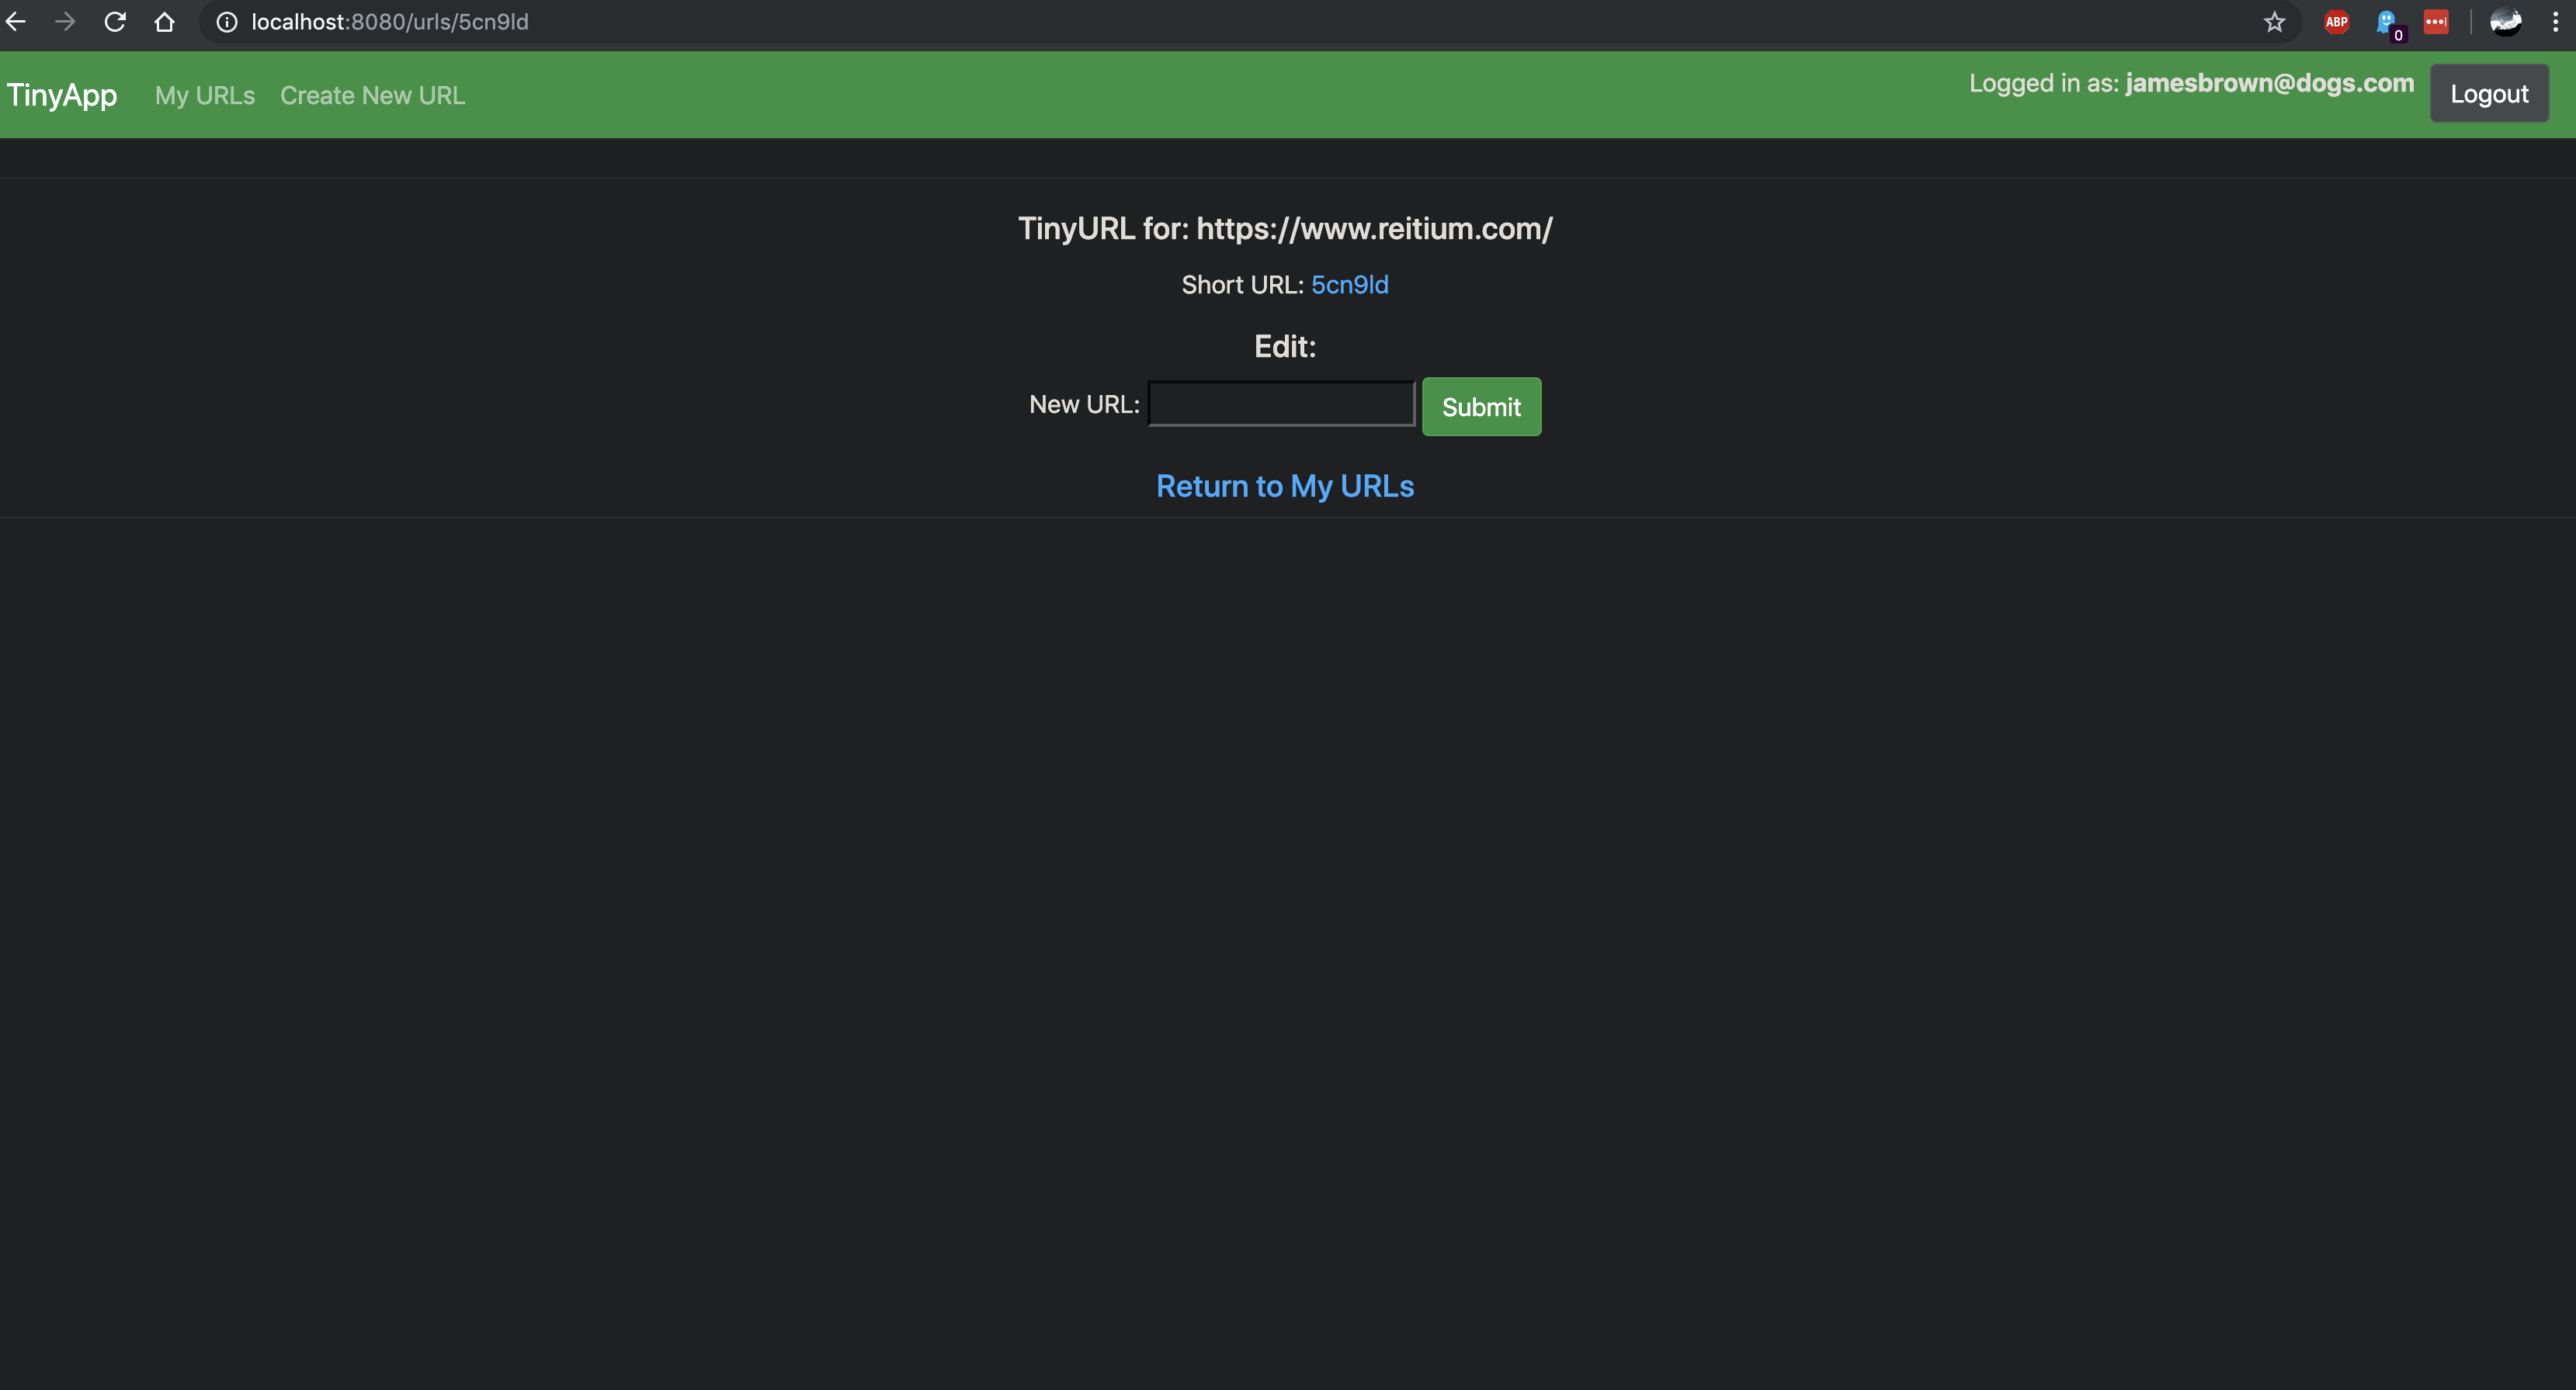 localhost:8080/urls/5cn9ld
ABP
0
TinyApp My URLs Create New URL
Logged in as: jamesbrown@dogs.com Logout
TinyURL for: https://www.reitium.com/
Short URL: 5cn9ld
Edit:
New URL: Submit
Return to My URLs